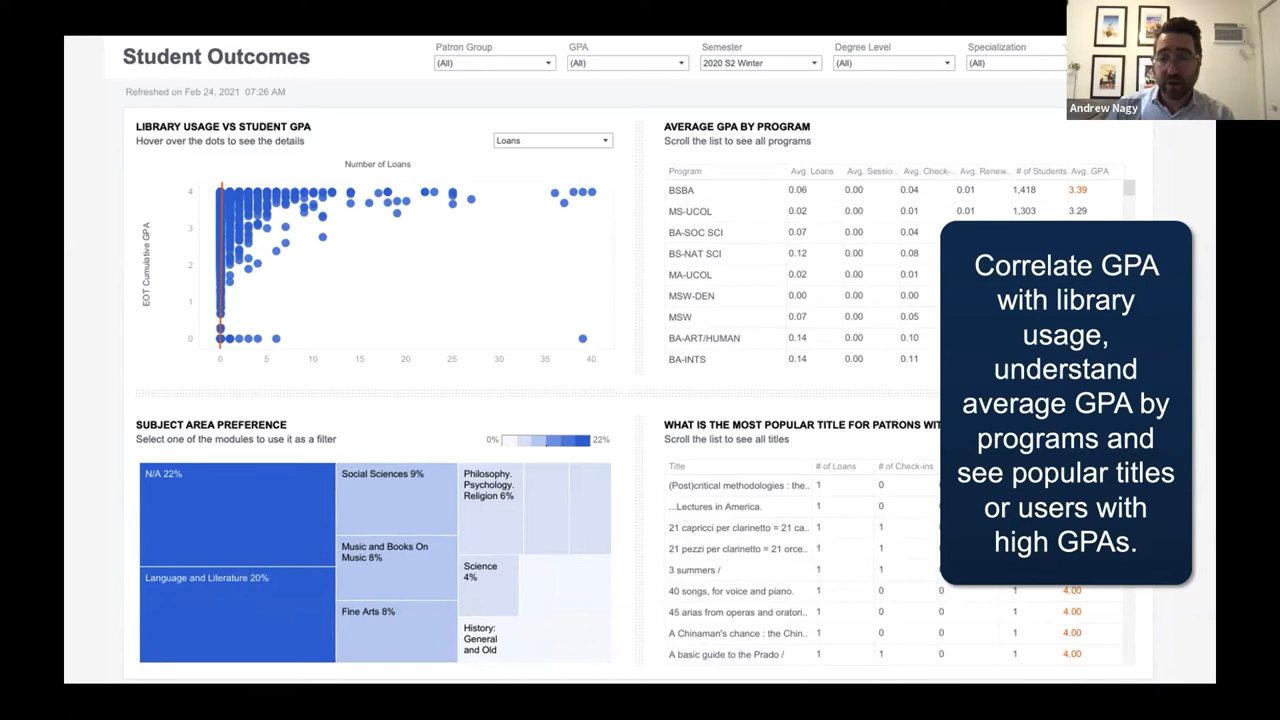 Student Outcomes
Patron Group
GPA
Semester
Degree Level
Specialization
(All)
(All)
2020 S2 Winter
(All)
(All)
Andrew Nagy
Refreshed on Feb 24, 2021 07:26 AM
LIBRARY USAGE VS STUDENT GPA
Hover over the dots to see the details
Loans
Number of Loans
EOT Cumulative GPA
4
3
2
1
0
0 5 10 15 20 25 30 35 40
AVERAGE GPA BY PROGRAM
Scroll the list to see all programs
Program Avg. Loans Avg. Sessio.. Avg. Check-.. Avg. Renew.. # of Students Avg. GPA
BSBA 0.06 0.00 0.04 0.01 1,418 3.39
MS-UCOL 0.02 0.00 0.01 0.01 1,303 3.29
BA-SOC SCI 0.07 0.00 0.04
BS-NAT SCI 0.12 0.00 0.08
MA-UCOL 0.02 0.00 0.01
MSW-DEN 0.00 0.00 0.00
MSW 0.07 0.00 0.05
BA-ART/HUMAN 0.14 0.00 0.10
BA-INTS 0.14 0.00 0.11
Correlate GPA
with library
usage,
understand
average GPA by
programs and
see popular titles
or users with
high GPAs.
SUBJECT AREA PREFERENCE
Select one of the modules to use it as a filter
0% 22%
N/A 22%
Language and Literature 20%
Social Sciences 9%
Music and Books On
Music 8%
Fine Arts 8%
Philosophy.
Psychology.
Religion 6%
Science
4%
History:
General
and Old
WHAT IS THE MOST POPULAR TITLE FOR PATRONS WIT
Scroll the list to see all titles
Title # of Loans # of Check-ins
(Post)critical methodologies : the.. 1 0
...Lectures in America. 1 0
21 capricci per clarinetto = 21 ca.. 1 1
21 pezzi per clarinetto = 21 orce.. 1 1
3 summers / 1 1
40 songs, for voice and piano. 1 0 0 1 4.00
45 arias from operas and oratori.. 1 1 0 1 4.00
A Chinaman's chance : the Chin.. 1 0 0 1 4.00
A basic guide to the Prado / 1 1 0 1 4.00